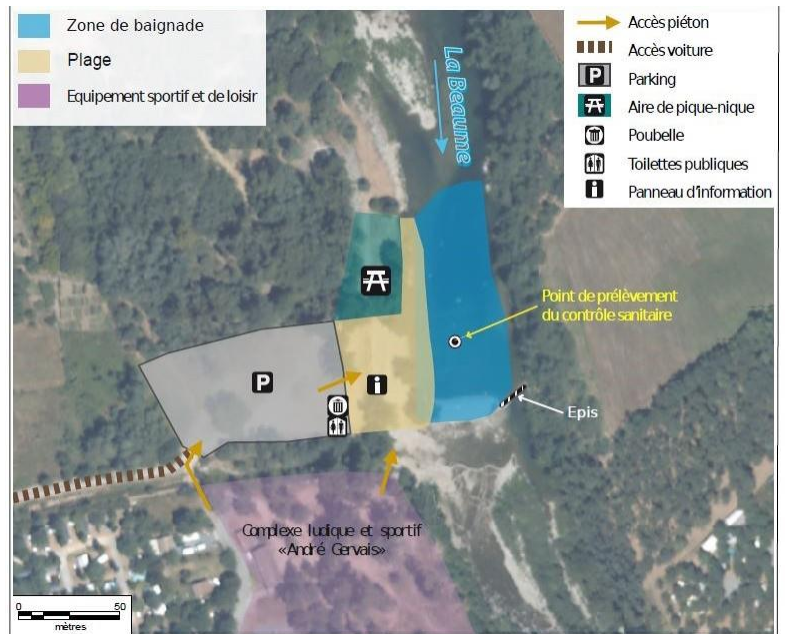 Zone de baignade
Plage
Equipement sportif et de loisir
La Beaume
Accès piéton
Accès voiture
P Parking
Aire de pique-nique
Poubelle
Toilettes publiques
i Panneau d'information
Point de prélèvement
du contrôle sanitaire
P
i
Epis
Complexe ludique et sportif
«André Gervais»
0 50
mètres